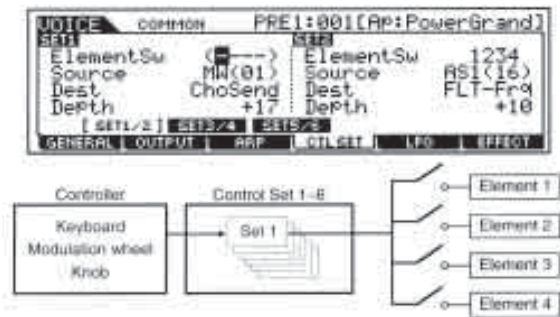 VOICE COMMON PRE1:001[AP:PowerGrand]
SET1 SET2
ElementSw (----) ElementSw 1234
Source MW(01) Source AS1(16)
Dest ChoSend Dest FLT-Frq
Depth +17 Depth +10
[ SET1/2 ] SET3/4 SET5/6
GENERAL OUTPUT ARP CTLSET LFO EFFECT
Controller Control Set 1-6
Keyboard
Modulation wheel
Knob
Set 1
Element 1
Element 2
Element 3
Element 4